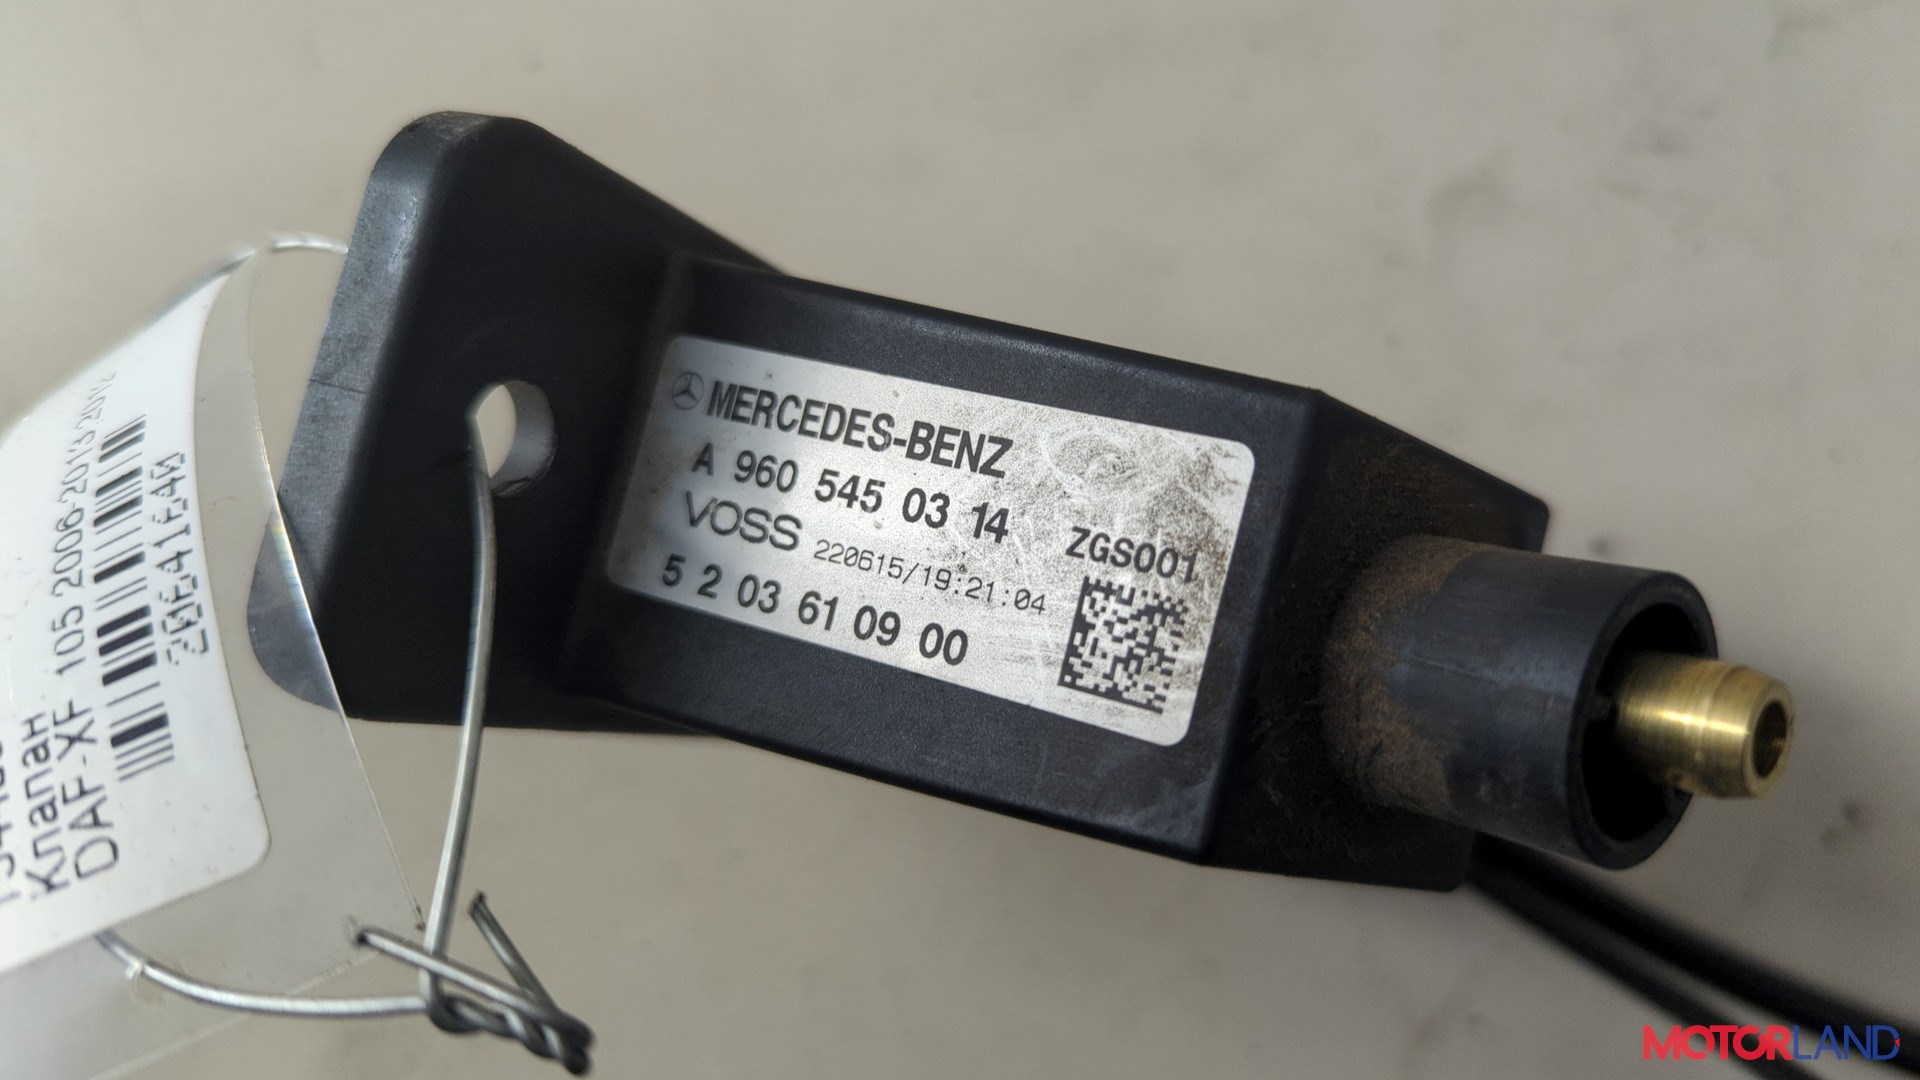 MERCEDES-BENZ
A 960 545 03 14
ZGS001
VOSS 220615/19:21:04
5 2 03 61 09 00
Клапан
DAF XF 105 2006-2013 2012
MOTORLAND